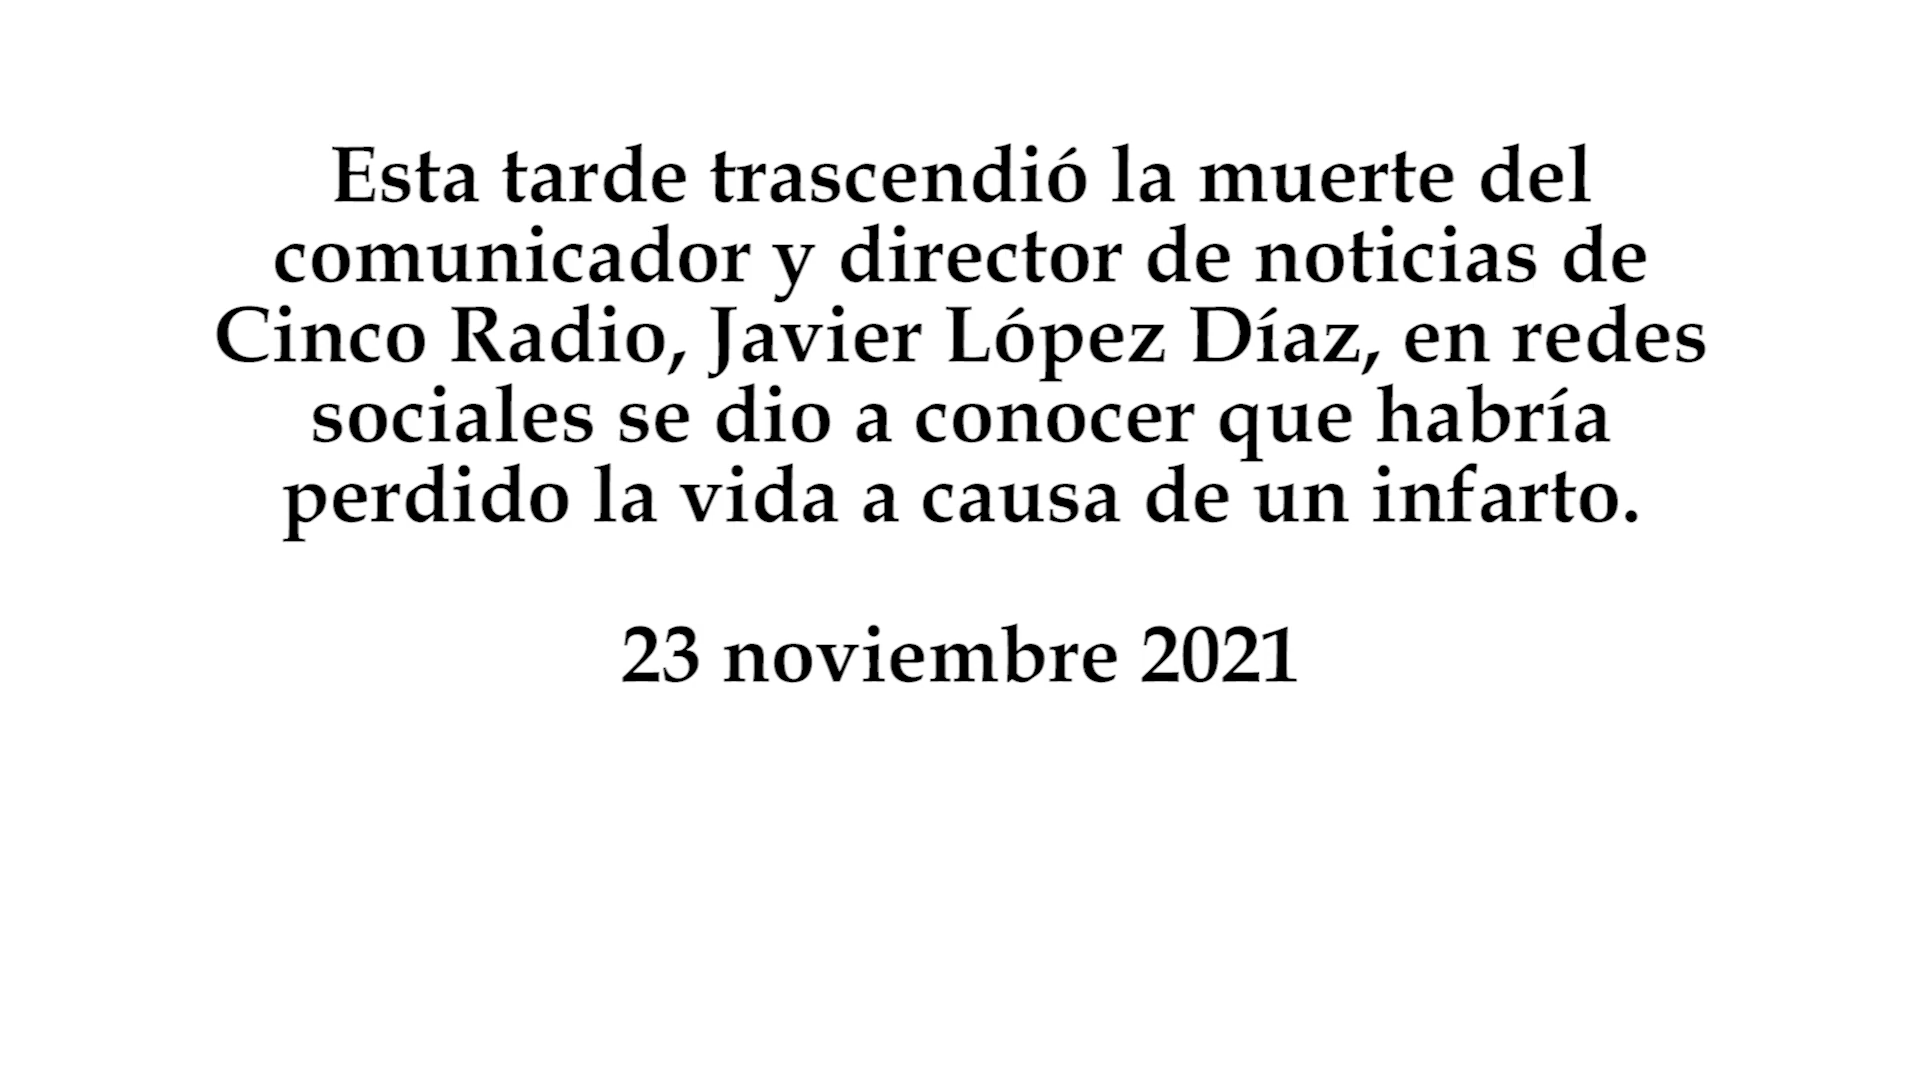 Esta tarde trascendió la muerte del
comunicador y director de noticias de
Cinco Radio, Javier López Díaz, en redes
sociales se dio a conocer que habría
perdido la vida a causa de un infarto.
23 noviembre 2021